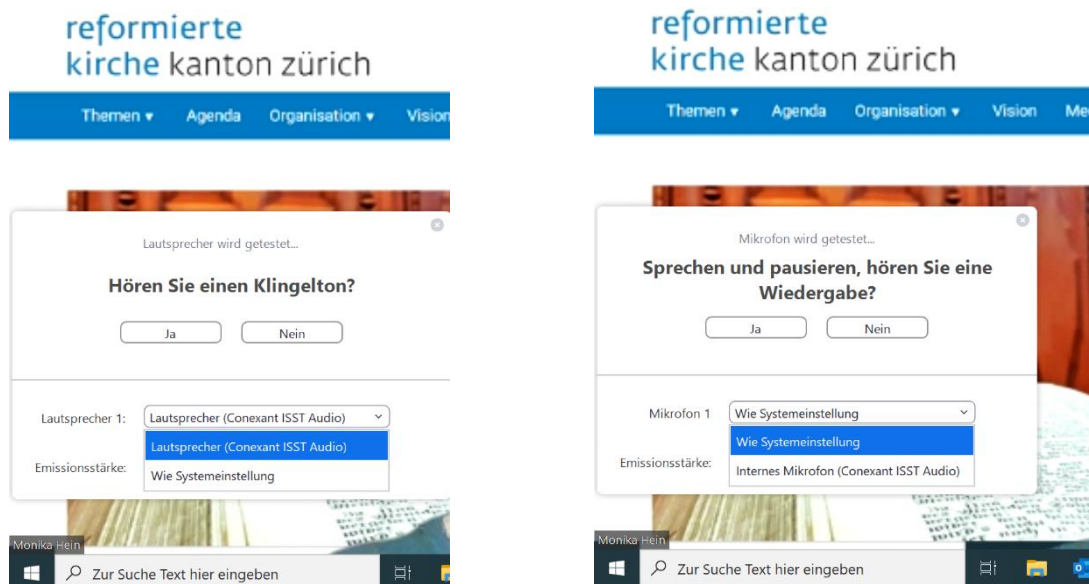 reformierte
kirche kanton zürich
Themen ▾ Agenda Organisation ▾ Vision
Lautsprecher wird getestet...
Hören Sie einen Klingelton?
Ja Nein
Lautsprecher 1: Lautsprecher (Conexant ISST Audio)
Lautsprecher (Conexant ISST Audio)
Emissionsstärke:
Wie Systemeinstellung
Monika Hein
Zur Suche Text hier eingeben
reformierte
kirche kanton zürich
Themen ▾ Agenda Organisation ▾ Vision
Mikrofon wird getestet...
Sprechen und pausieren, hören Sie eine
Wiedergabe?
Ja Nein
Mikrofon 1 Wie Systemeinstellung
Wie Systemeinstellung
Emissionsstärke:
Internes Mikrofon (Conexant ISST Audio)
Monika Hein
Zur Suche Text hier eingeben